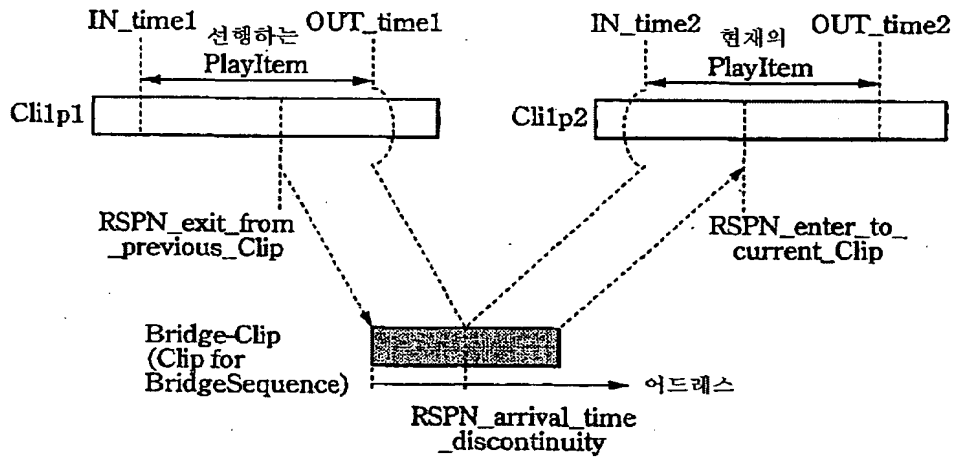 IN_time1
선행하는
PlayItem
OUT_time1
IN_time2
현재의
PlayItem
OUT_time2
Cli1p1
Cli1p2
RSPN_exit_from
_previous_Clip
RSPN_enter_to_
current_Clip
Bridge-Clip
(Clip for
BridgeSequence)
어드레스
RSPN_arrival_time
_discontinuity